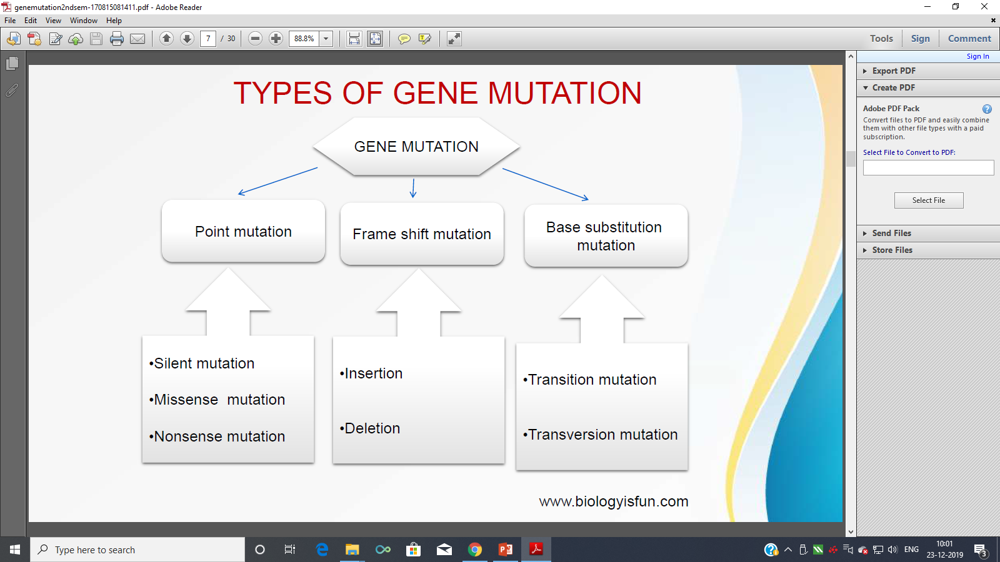 genemutation2ndsem-170815081411.pdf - Adobe Reader
File Edit View Window Help
7 / 30 88.8% Tools Sign Comment
Sign In
Export PDF
Create PDF
Adobe PDF Pack
Convert files to PDF and easily combine
them with other file types with a paid
subscription.
Select File to Convert to PDF:
Select File
Send Files
Store Files
TYPES OF GENE MUTATION
GENE MUTATION
Point mutation
Frame shift mutation
Base substitution
mutation
•Silent mutation
•Missense mutation
•Nonsense mutation
•Insertion
•Deletion
•Transition mutation
•Transversion mutation
www.biologyisfun.com
Type here to search
ENG
10:01
23-12-2019
3